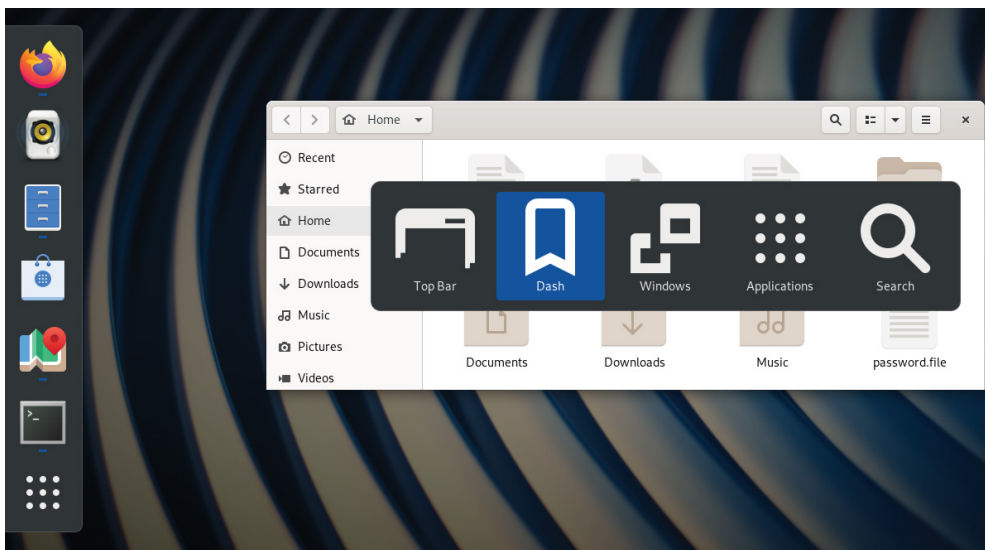 Home
Recent
Starred
Home
Documents
Downloads
Music
Pictures
Videos
Top Bar
Dash
Windows
Applications
Search
Documents
Downloads
Music
password.file
>_